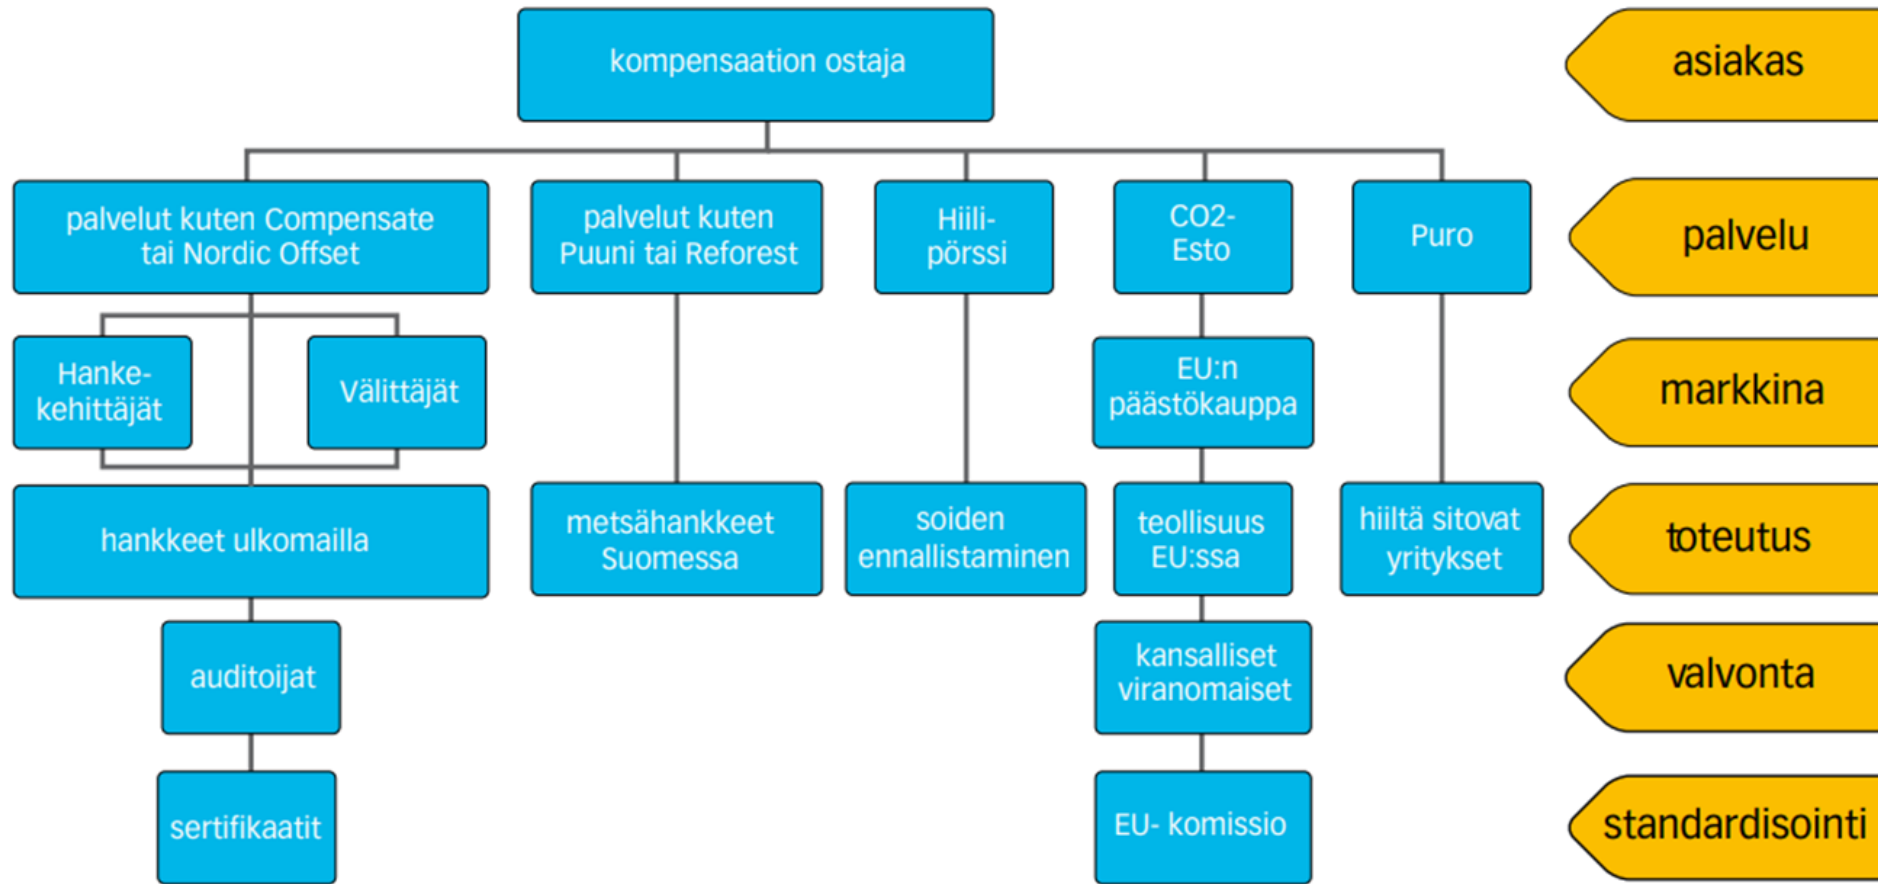 kompensaation ostaja
asiakas
palvelut kuten Compensate
tai Nordic Offset
palvelut kuten
Puuni tai Reforest
Hiili-
pörssi
CO2-
Esto
Puro
palvelu
Hanke-
kehittäjät
Välittäjät
EU:n
päästökauppa
markkina
hankkeet ulkomailla
metsähankkeet
Suomessa
soiden
ennallistaminen
teollisuus
EU:ssa
hiiltä sitovat
yritykset
toteutus
auditoijat
kansalliset
viranomaiset
valvonta
sertifikaatit
EU- komissio
standardisointi